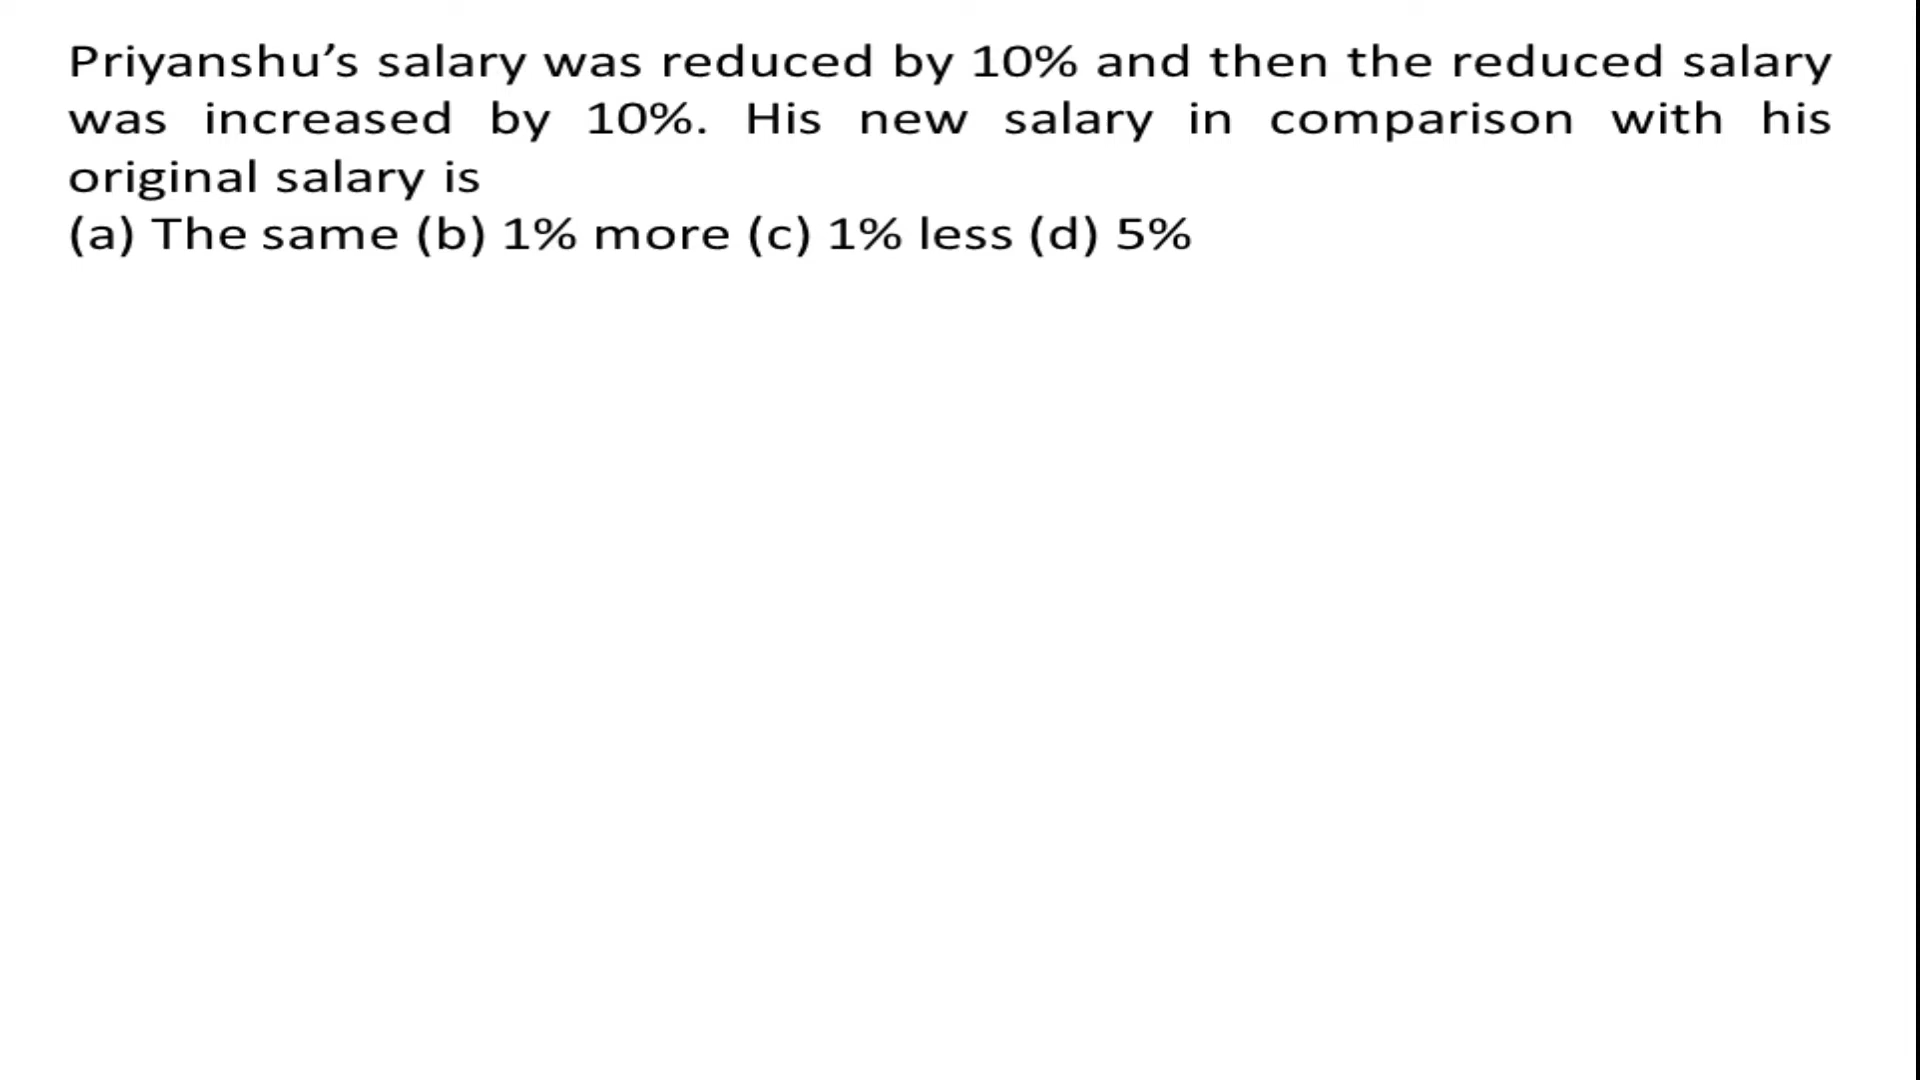 Priyanshu’s salary was reduced by 10% and then the reduced salary
was increased by 10%. His new salary in comparison with his
original salary is
(a) The same (b) 1% more (c) 1% less (d) 5%